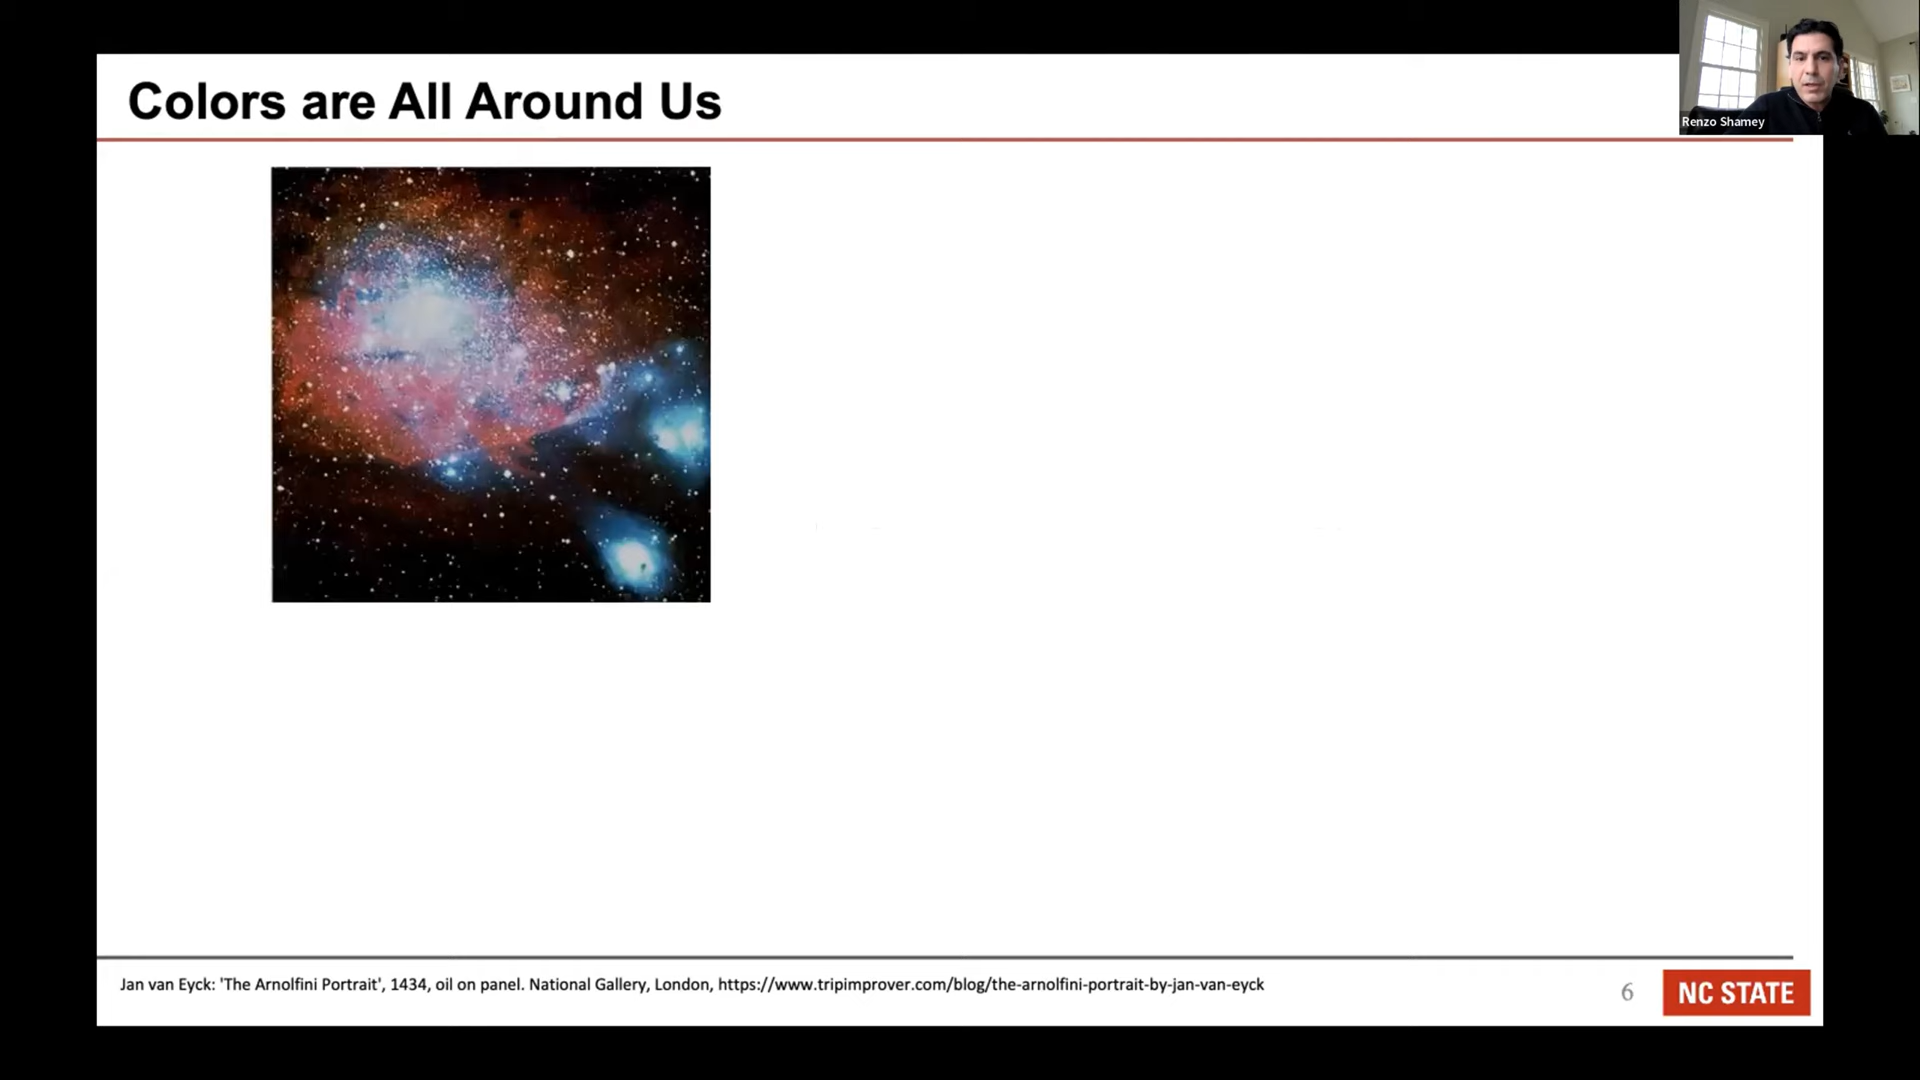 Colors are All Around Us
Renzo Shamey
Jan van Eyck: 'The Arnolfini Portrait', 1434, oil on panel. National Gallery, London, https://www.tripimprover.com/blog/the-arnolfini-portrait-by-jan-van-eyck
6
NC STATE